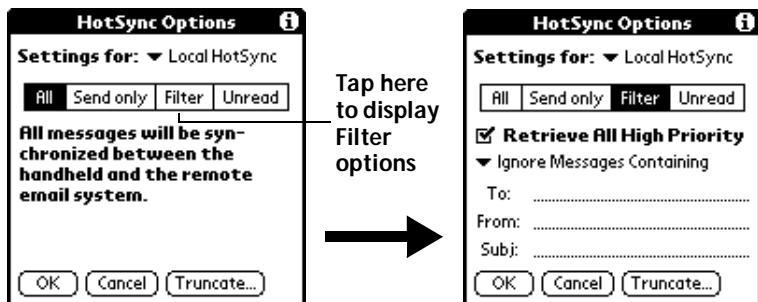 HotSync Options
Settings for: Local HotSync
All Send only Filter Unread
All messages will be syn-
chronized between the
handheld and the remote
email system.
OK Cancel Truncate...
Tap here
to display
Filter
options
HotSync Options
Settings for: Local HotSync
All Send only Filter Unread
Retrieve All High Priority
Ignore Messages Containing
To:
From:
Subj:
OK Cancel Truncate...